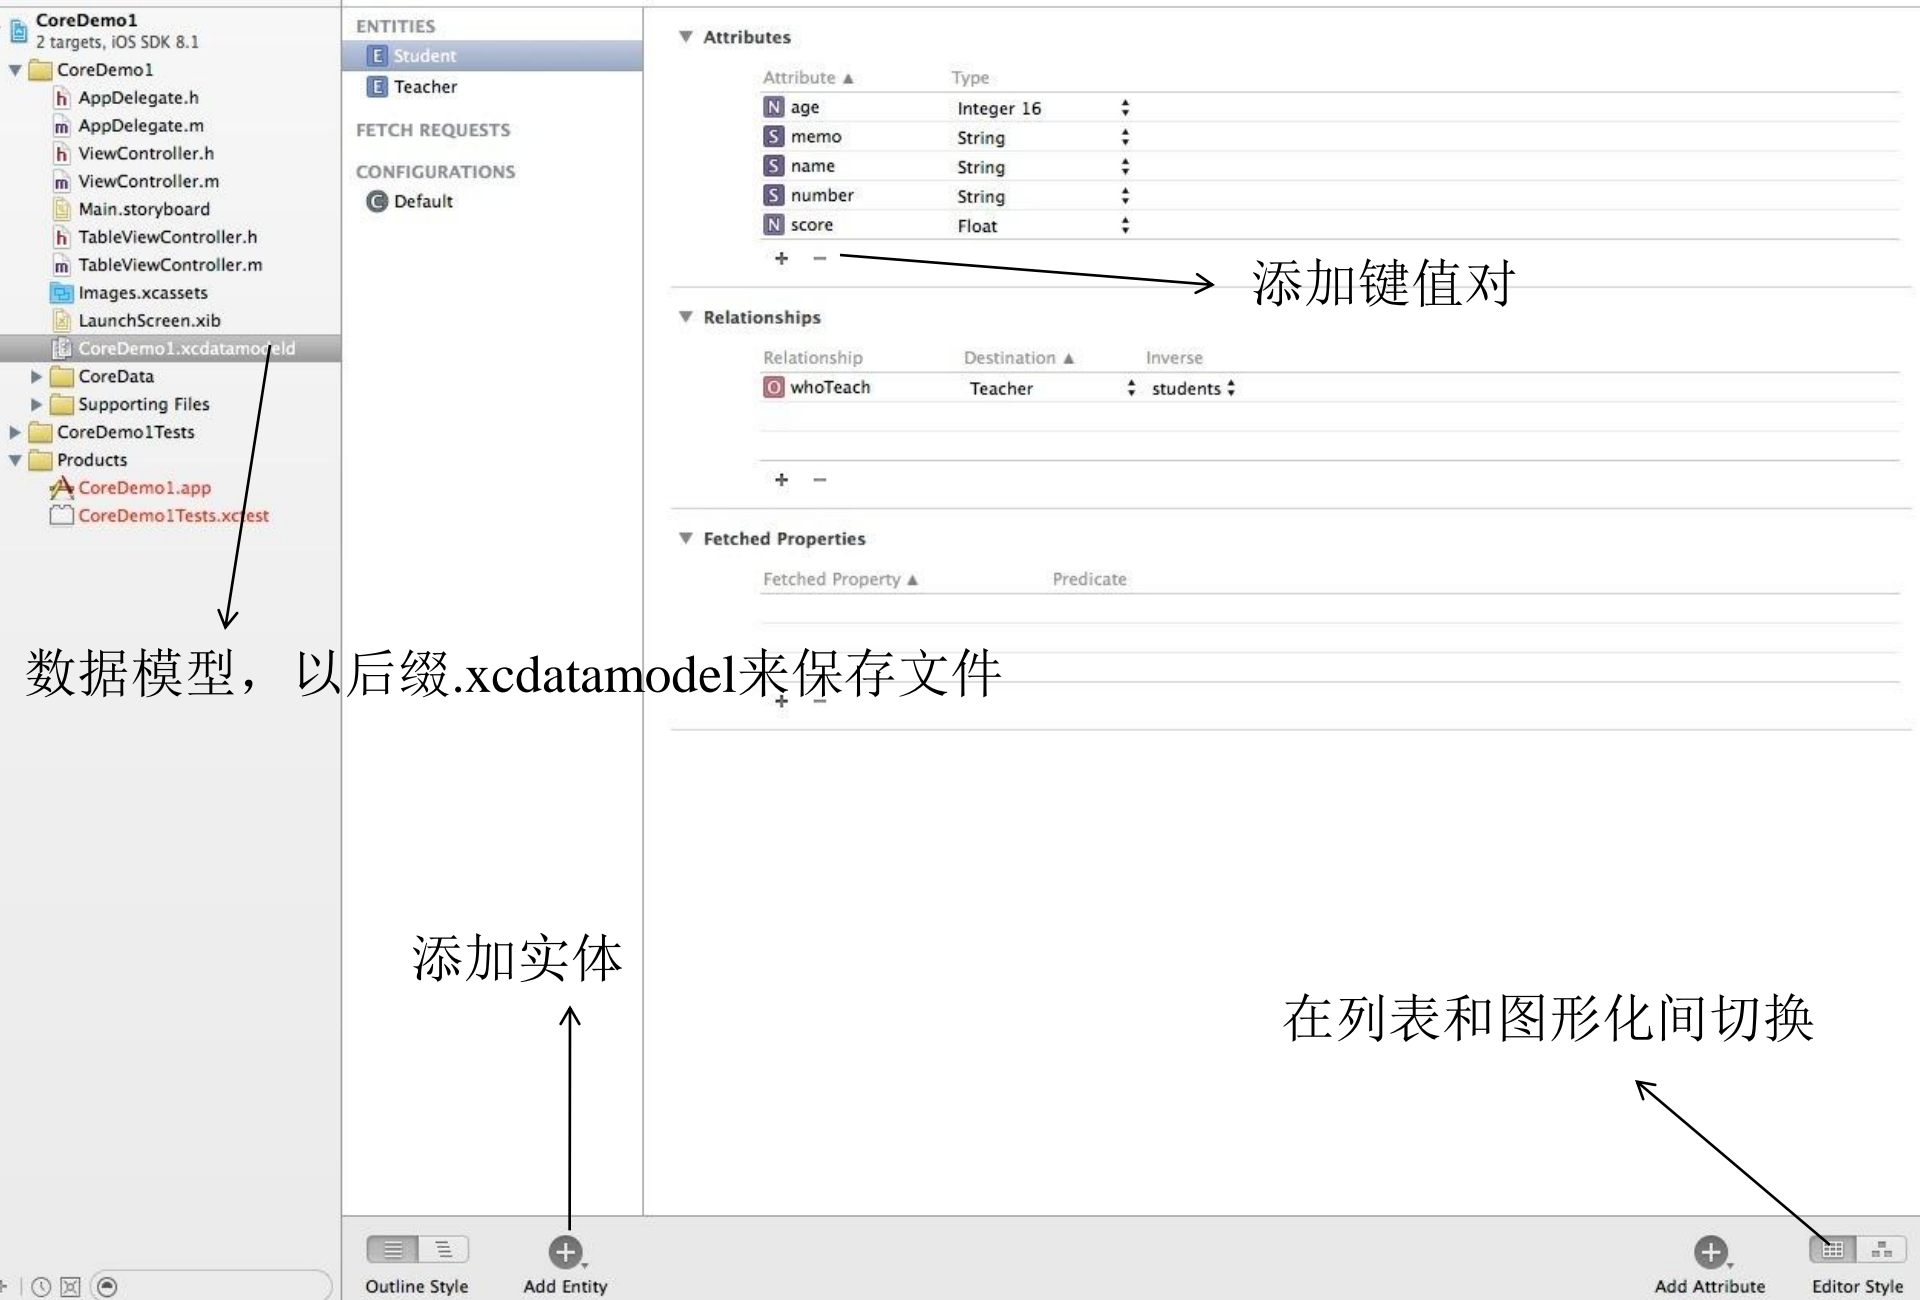 CoreDemo1
2 targets, iOS SDK 8.1
CoreDemo1
h AppDelegate.h
m AppDelegate.m
h ViewController.h
m ViewController.m
Main.storyboard
h TableViewController.h
m TableViewController.m
Images.xcassets
LaunchScreen.xib
CoreDemo1.xcdatamodeld
CoreData
Supporting Files
CoreDemo1Tests
Products
CoreDemo1.app
CoreDemo1Tests.xctest
ENTITIES
E Student
E Teacher
FETCH REQUESTS
CONFIGURATIONS
C Default
Attributes
Attribute ▲ Type
N age Integer 16
S memo String
S name String
S number String
N score Float
+ −
添加键值对
Relationships
Relationship Destination ▲ Inverse
O whoTeach Teacher students
+ −
Fetched Properties
Fetched Property ▲ Predicate
+ −
数据模型，以后缀.xcdatamodel来保存文件
添加实体
在列表和图形化间切换
Outline Style Add Entity Add Attribute Editor Style